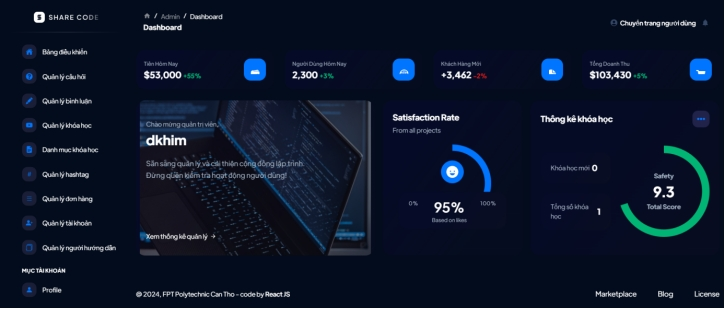 SHARE CODE
/ Admin / Dashboard
Dashboard
Chuyển trang người dùng
Bảng điều khiển
Quản lý câu hỏi
Quản lý bình luận
Quản lý khóa học
Danh mục khóa học
Quản lý hashtag
Quản lý đơn hàng
Quản lý tài khoản
Quản lý người hướng dẫn
MỤC TÀI KHOẢN
Profile
Tiền Hôm Nay
$53,000 +55%
Người Dùng Hôm Nay
2,300 +3%
Khách Hàng Mới
+3,462 -2%
Tổng Doanh Thu
$103,430 +5%
Chào mừng quản trị viên,
dkhim
Sẵn sàng quản lý và cải thiện cộng đồng lập trình.
Đừng quên kiểm tra hoạt động người dùng!
Xem thống kê quản lý →
Satisfaction Rate
From all projects
0%
95%
100%
Based on likes
Thống kê khóa học
Khóa học mới 0
Tổng số khóa
học
1
Safety
9.3
Total Score
@ 2024, FPT Polytechnic Can Tho - code by React JS
Marketplace
Blog
License